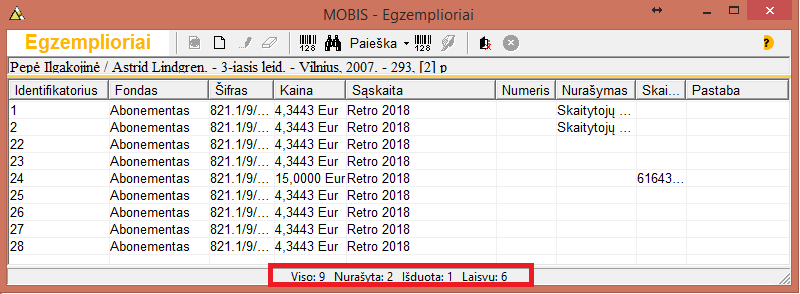 MOBIS - Egzemplioriai
Egzemplioriai 128 Paieška 128 ?
Pepė Ilgakojinė / Astrid Lindgren. - 3-iasis leid. - Vilnius, 2007. - 293, [2] p
Identifikatorius Fondas Šifras Kaina Sąskaita Numeris Nurašymas Skai... Pastaba
1 Abonementas 821.1/9/... 4,3443 Eur Retro 2018 Skaitytojų ...
2 Abonementas 821.1/9/... 4,3443 Eur Retro 2018 Skaitytojų ...
22 Abonementas 821.1/9/... 4,3443 Eur Retro 2018
23 Abonementas 821.1/9/... 4,3443 Eur Retro 2018
24 Abonementas 821.1/9/... 15,0000 Eur Retro 2018 61643...
25 Abonementas 821.1/9/... 4,3443 Eur Retro 2018
26 Abonementas 821.1/9/... 4,3443 Eur Retro 2018
27 Abonementas 821.1/9/... 4,3443 Eur Retro 2018
28 Abonementas 821.1/9/... 4,3443 Eur Retro 2018
Viso: 9 Nurašyta: 2 Išduota: 1 Laisvų: 6